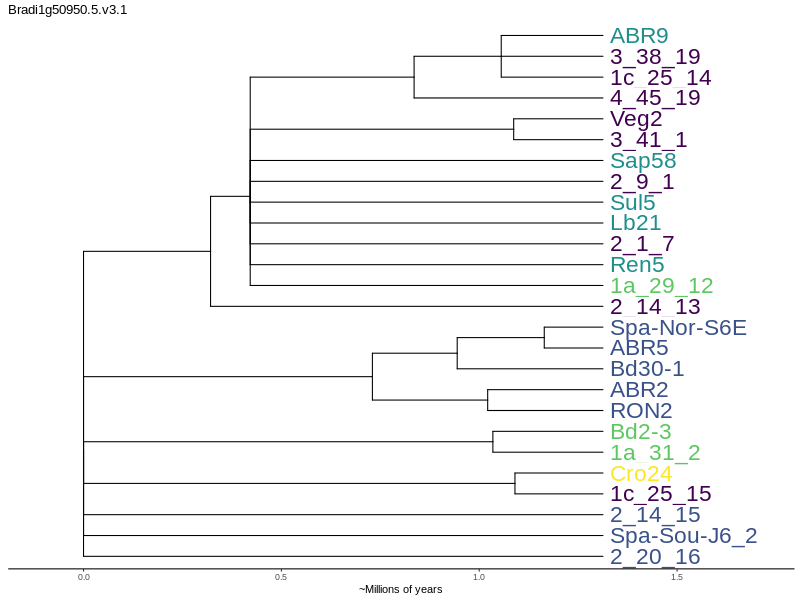 Bradi1g50950.5.v3.1
ABR9
3_38_19
1c_25_14
4_45_19
Veg2
3_41_1
Sap58
2_9_1
Sul5
Lb21
2_1_7
Ren5
1a_29_12
2_14_13
Spa-Nor-S6E
ABR5
Bd30-1
ABR2
RON2
Bd2-3
1a_31_2
Cro24
1c_25_15
2_14_15
Spa-Sou-J6_2
2_20_16
0.0 0.5 1.0 1.5
~Millions of years